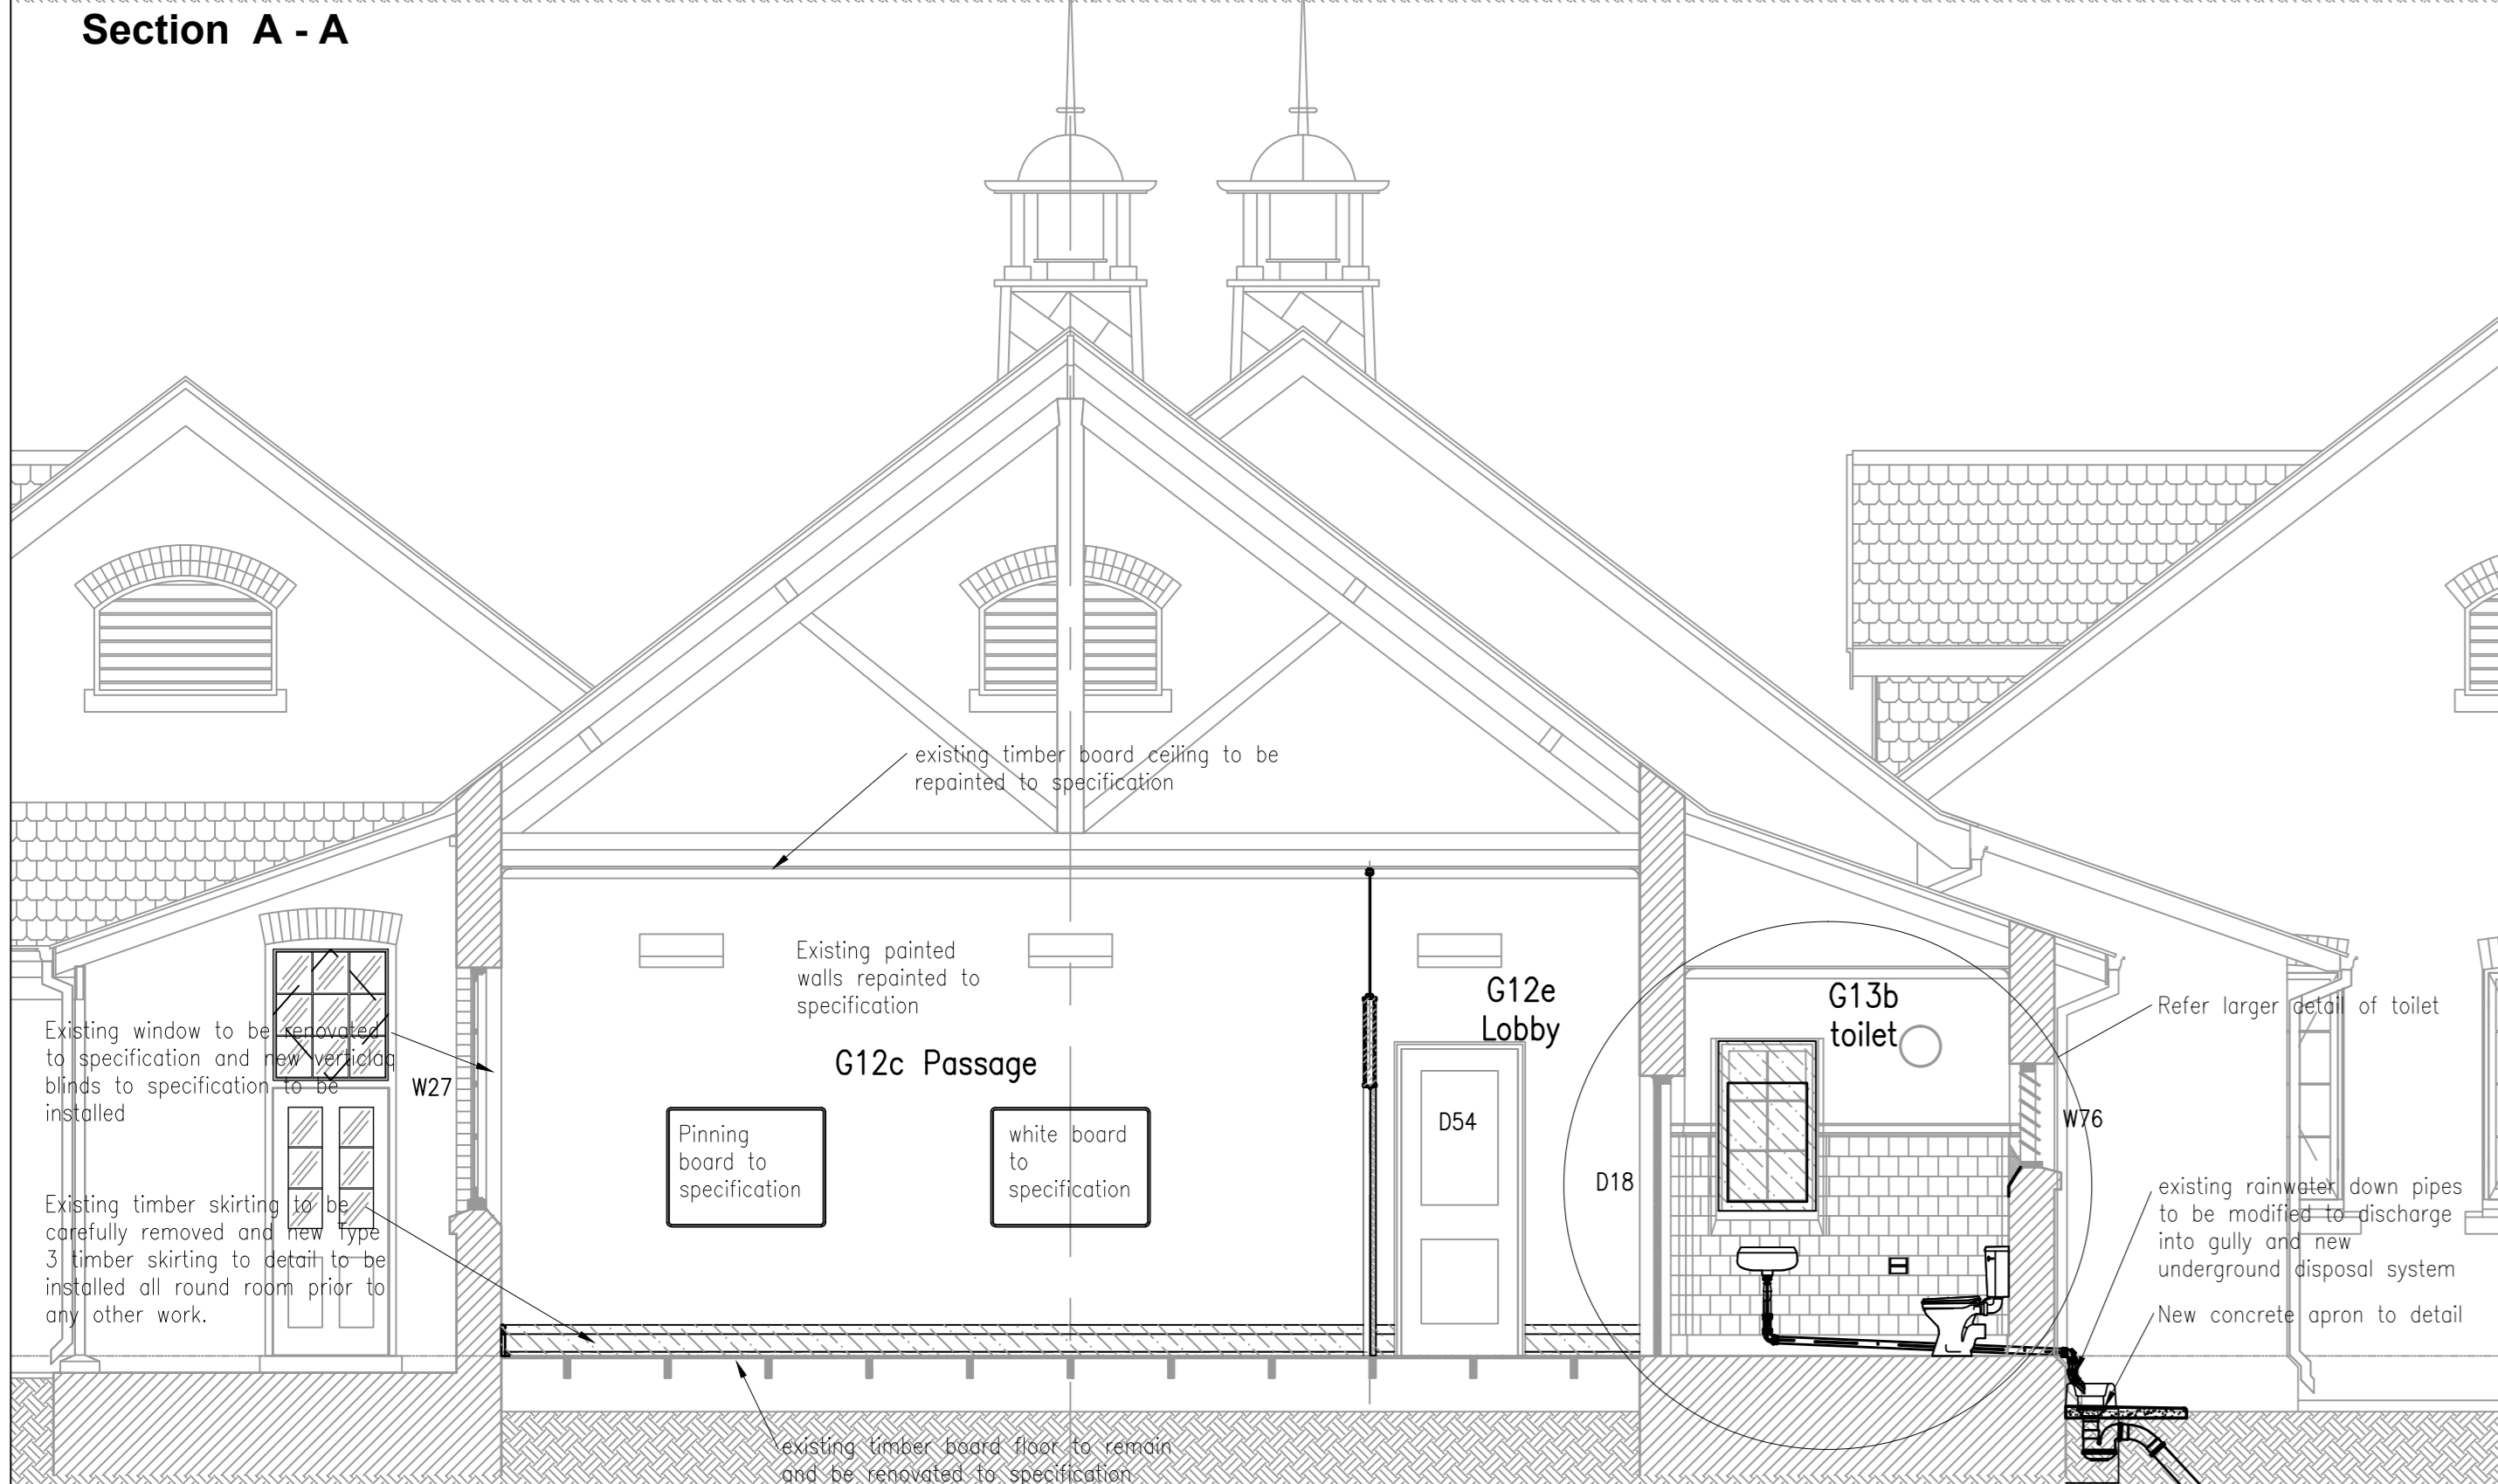 Section A - A
existing timber board ceiling to be
repainted to specification
Existing painted
walls repainted to
specification
G12c Passage
G12e
Lobby
G13b
toilet
Refer larger detail of toilet
Existing window to be renovated
to specification and new verticlaq
blinds to specification to be
installed
W27
Pinning
board to
specification
white board
to
specification
D54
D18
W76
Existing timber skirting to be
carefully removed and new Type
3 timber skirting to detail to be
installed all round room prior to
any other work.
existing rainwater down pipes
to be modified to discharge
into gully and new
underground disposal system
New concrete apron to detail
existing timber board floor to remain
and be renovated to specification